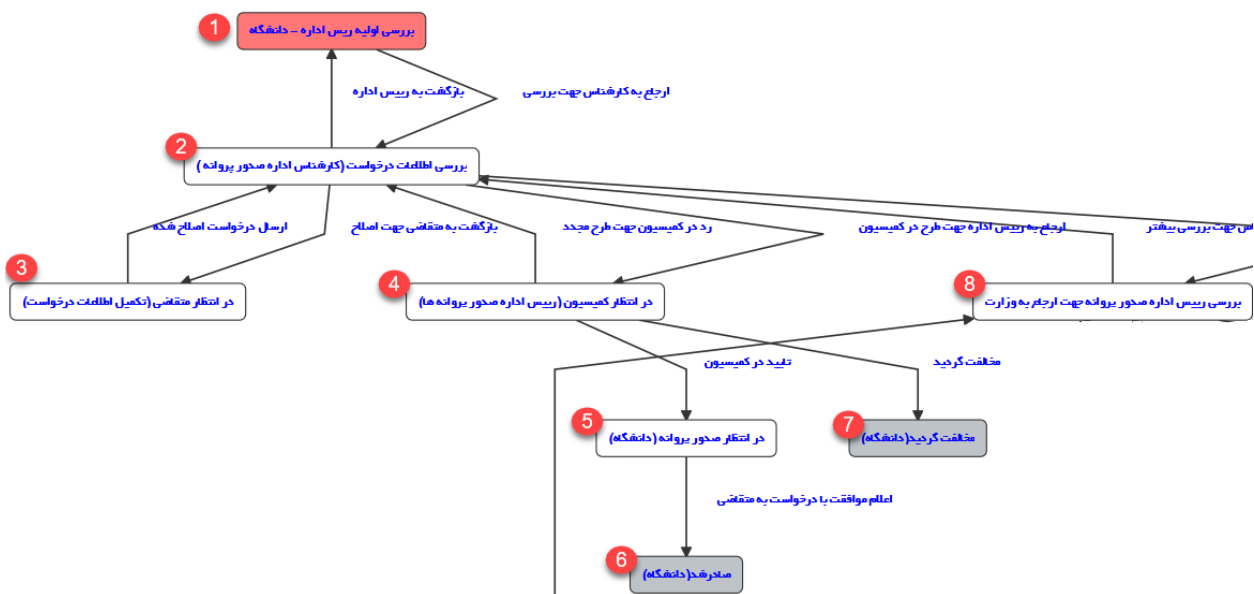 1
بررسی اولیه ریس اداره – دانشگاه
بازگشت به رییس اداره
ارجاع به کارشناس جهت بررسی
2
بررسی اطلاعات درخواست (کارشناس اداره صدور پروانه )
ارسال درخواست اصلاح شده
بازگشت به متقاضی جهت اصلاح
رد در کمیسیون جهت طرح مجدد
ارجاع به رییس اداره جهت طرح در کمیسیون
جهت بررسی بیشتر
3
در انتظار متقاضی (تکمیل اطلاعات درخواست)
4
در انتظار کمیسیون (رییس اداره صدور پروانه ها)
8
بررسی رییس اداره صدور پروانه جهت ارجاع به وزارت
تایید در کمیسیون
مخالفت گردید
5
در انتظار صدور پروانه (دانشگاه)
7
مخالفت گردید(دانشگاه)
اعلام موافقت با درخواست به متقاضی
6
صادرشد(دانشگاه)